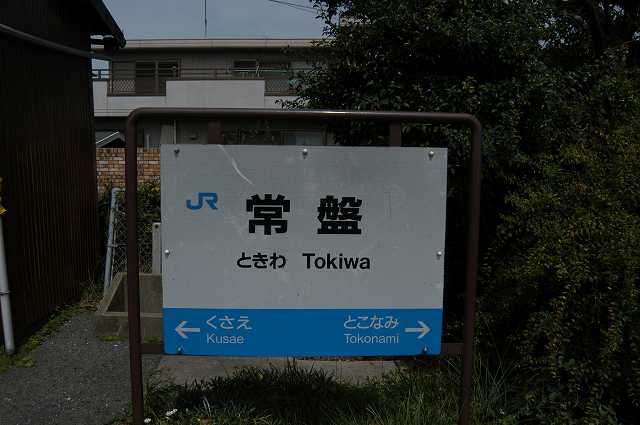 JR
常盤
ときわ Tokiwa
← くさえ とこなみ →
Kusae Tokonami